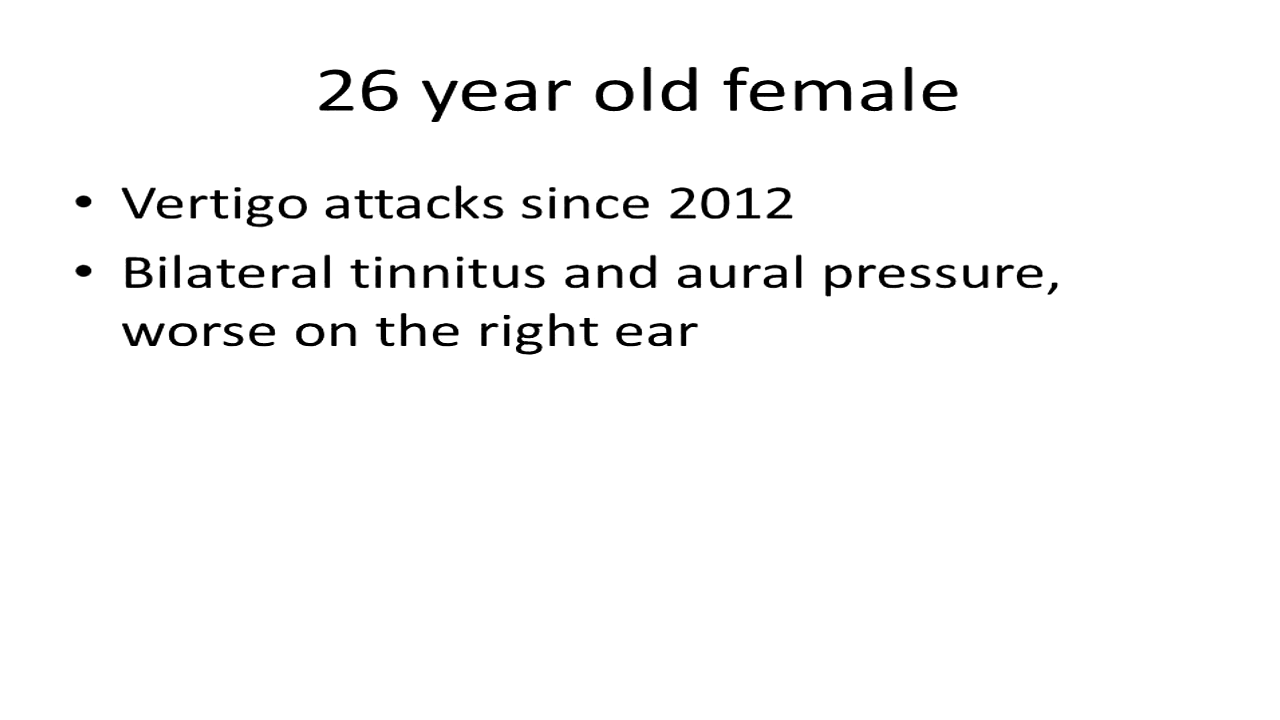 26 year old female
• Vertigo attacks since 2012
• Bilateral tinnitus and aural pressure,
worse on the right ear